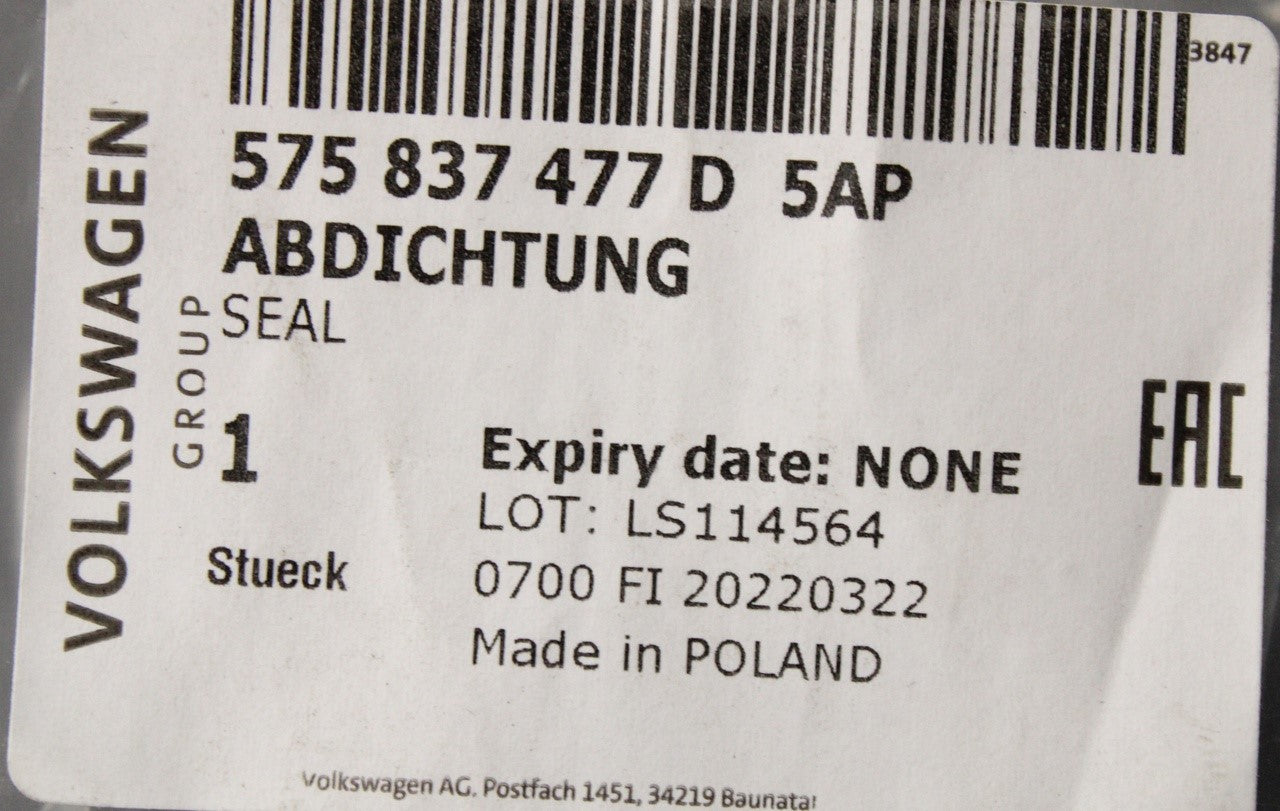 3847
575 837 477 D 5AP
ABDICHTUNG
SEAL
VOLKSWAGEN
GROUP
1
Stueck
Expiry date: NONE
LOT: LS114564
0700 FI 20220322
Made in POLAND
EAC
Volkswagen AG. Postfach 1451, 34219 Baunatal